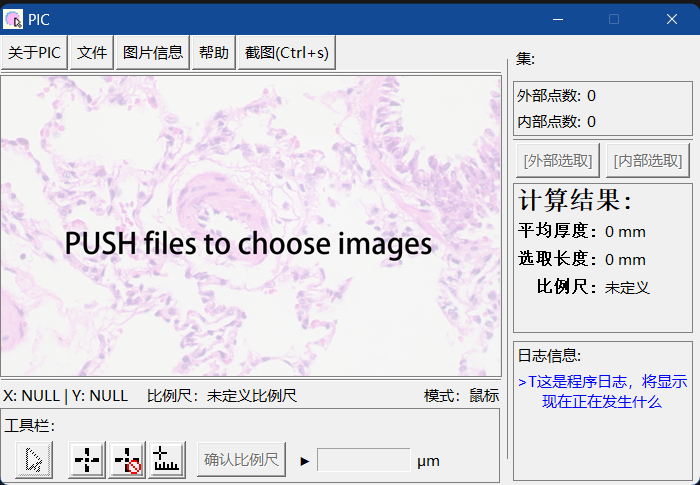 PIC
关于PIC 文件 图片信息 帮助 截图(Ctrl+s)
PUSH files to choose images
X: NULL | Y: NULL 比例尺：未定义比例尺 模式：鼠标
工具栏：
确认比例尺 ► μm
集:
外部点数: 0
内部点数: 0
[外部选取] [内部选取]
计算结果：
平均厚度：0 mm
选取长度：0 mm
比例尺：未定义
日志信息:
>T这是程序日志，将显示
现在正在发生什么